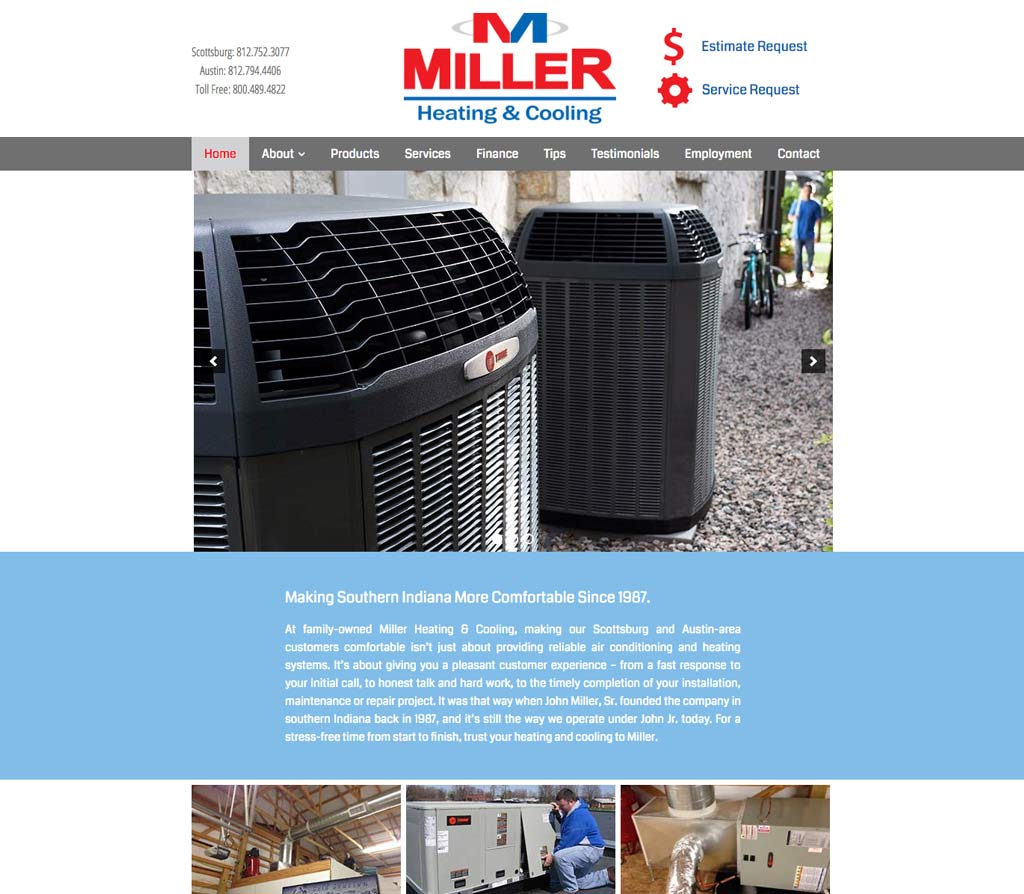 Scottsburg: 812.752.3077
Austin: 812.794.4406
Toll Free: 800.489.4822
MILLER
Heating & Cooling
Estimate Request
Service Request
Home About Products Services Finance Tips Testimonials Employment Contact
TRANE
Making Southern Indiana More Comfortable Since 1987.
At family-owned Miller Heating & Cooling, making our Scottsburg and Austin-area
customers comfortable isn't just about providing reliable air conditioning and heating
systems. It's about giving you a pleasant customer experience – from a fast response to
your initial call, to honest talk and hard work, to the timely completion of your installation,
maintenance or repair project. It was that way when John Miller, Sr. founded the company in
southern Indiana back in 1987, and it's still the way we operate under John Jr. today. For a
stress-free time from start to finish, trust your heating and cooling to Miller.